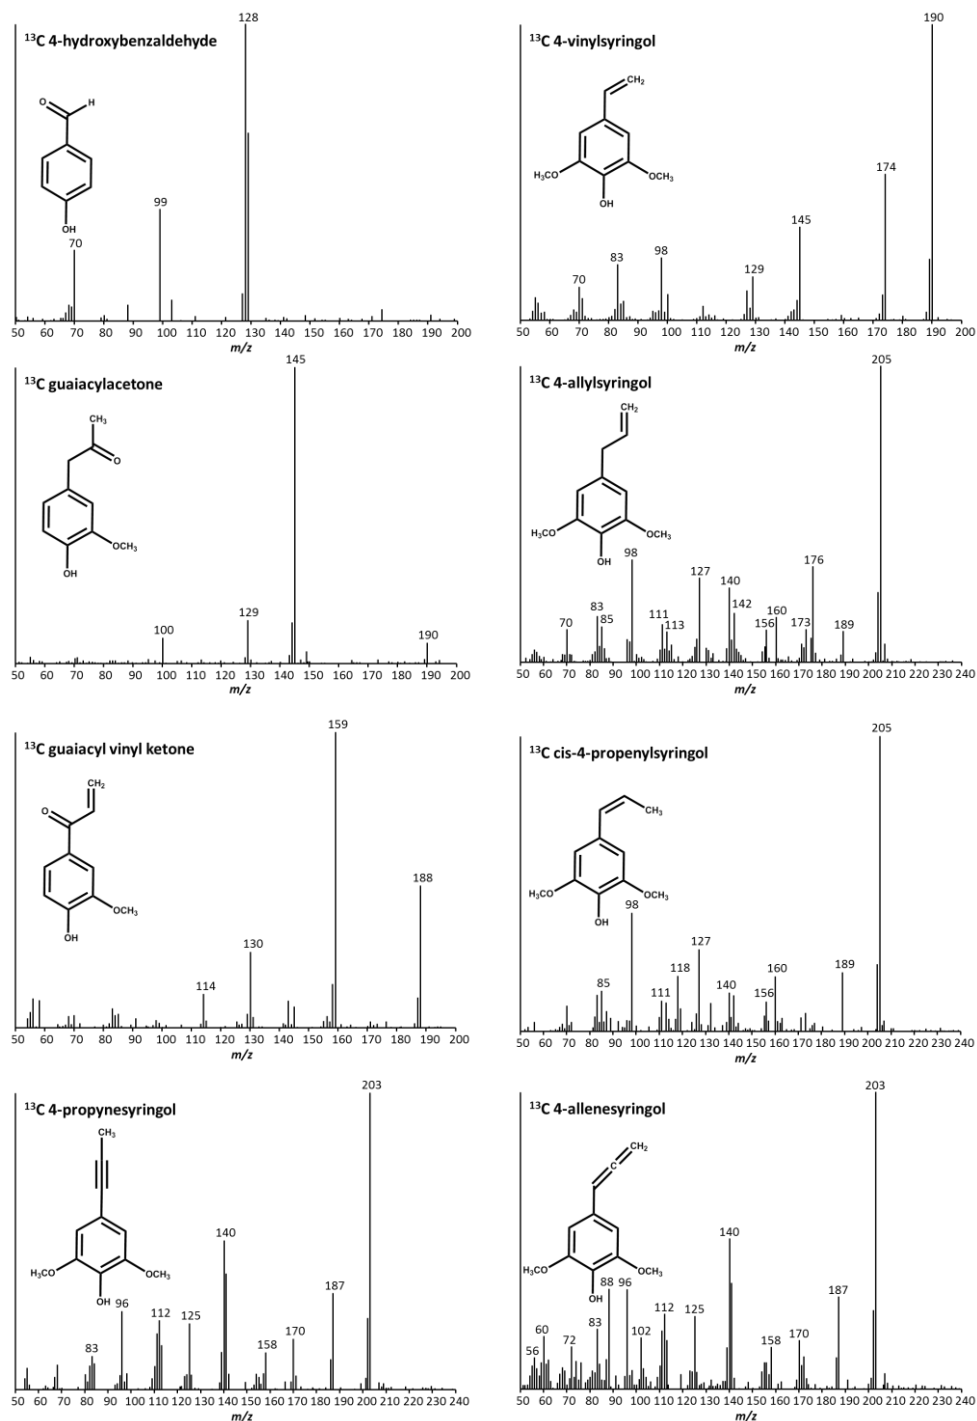 ¹³C 4-hydroxybenzaldehyde
O
H
OH
70
99
128
50 60 70 80 90 100 110 120 130 140 150 160 170 180 190 200
m/z
¹³C 4-vinylsyringol
CH₂
H₃CO
OCH₃
OH
70
83
98
129
145
174
190
50 60 70 80 90 100 110 120 130 140 150 160 170 180 190 200
m/z
¹³C guaiacylacetone
CH₃
O
OCH₃
OH
100
129
145
190
50 60 70 80 90 100 110 120 130 140 150 160 170 180 190 200
m/z
¹³C 4-allylsyringol
CH₂
H₃CO
OCH₃
OH
70
83
85
98
111
113
127
140
142
156
160
173
176
189
205
50 60 70 80 90 100 110 120 130 140 150 160 170 180 190 200 210 220 230 240
m/z
¹³C guaiacyl vinyl ketone
CH₂
O
OCH₃
OH
114
130
159
188
50 60 70 80 90 100 110 120 130 140 150 160 170 180 190 200
m/z
¹³C cis-4-propenylsyringol
CH₃
H₃CO
OCH₃
OH
85
98
111
118
127
140
156
160
189
205
50 60 70 80 90 100 110 120 130 140 150 160 170 180 190 200 210 220 230 240
m/z
¹³C 4-propynesyringol
CH₃
H₃CO
OCH₃
OH
83
96
112
125
140
158
170
187
203
50 60 70 80 90 100 110 120 130 140 150 160 170 180 190 200 210 220 230 240
m/z
¹³C 4-allenesyringol
CH₂
C
H₃CO
OCH₃
OH
56
60
72
83
88
96
102
112
125
140
158
170
187
203
50 60 70 80 90 100 110 120 130 140 150 160 170 180 190 200 210 220 230 240
m/z